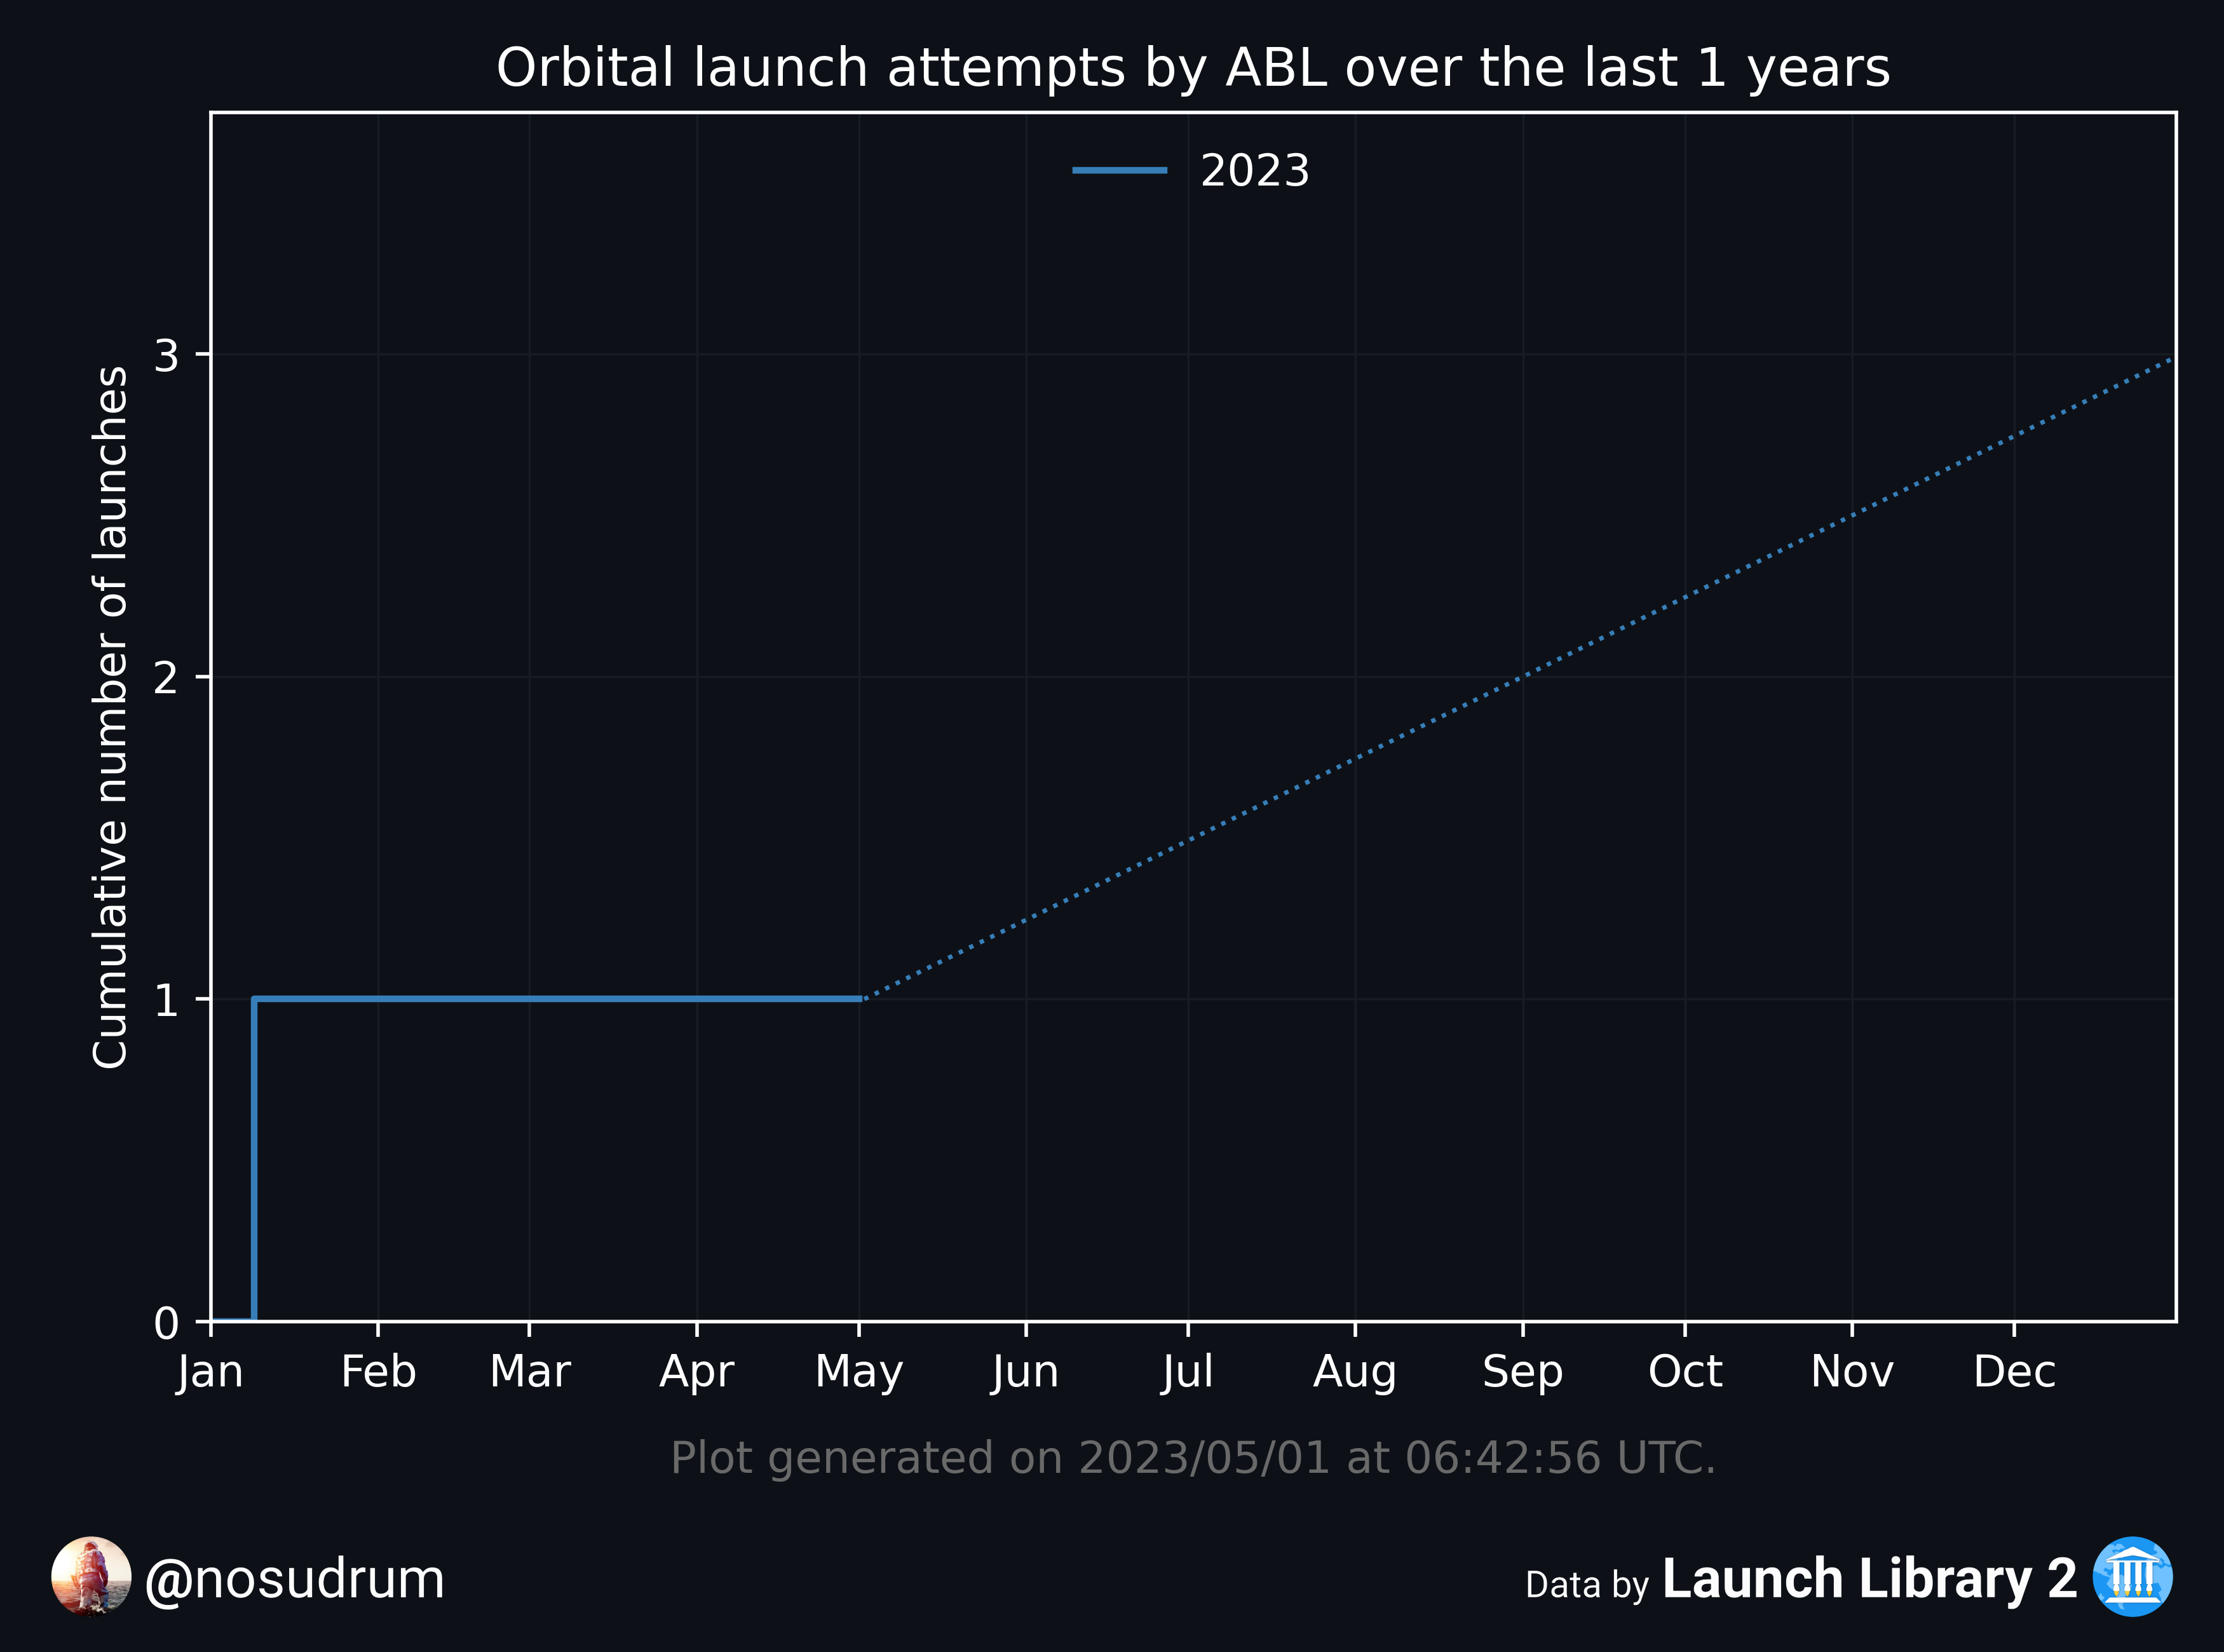 Orbital launch attempts by ABL over the last 1 years
2023
Cumulative number of launches
3
2
1
0
Jan Feb Mar Apr May Jun Jul Aug Sep Oct Nov Dec
Plot generated on 2023/05/01 at 06:42:56 UTC.
@nosudrum
Data by Launch Library 2